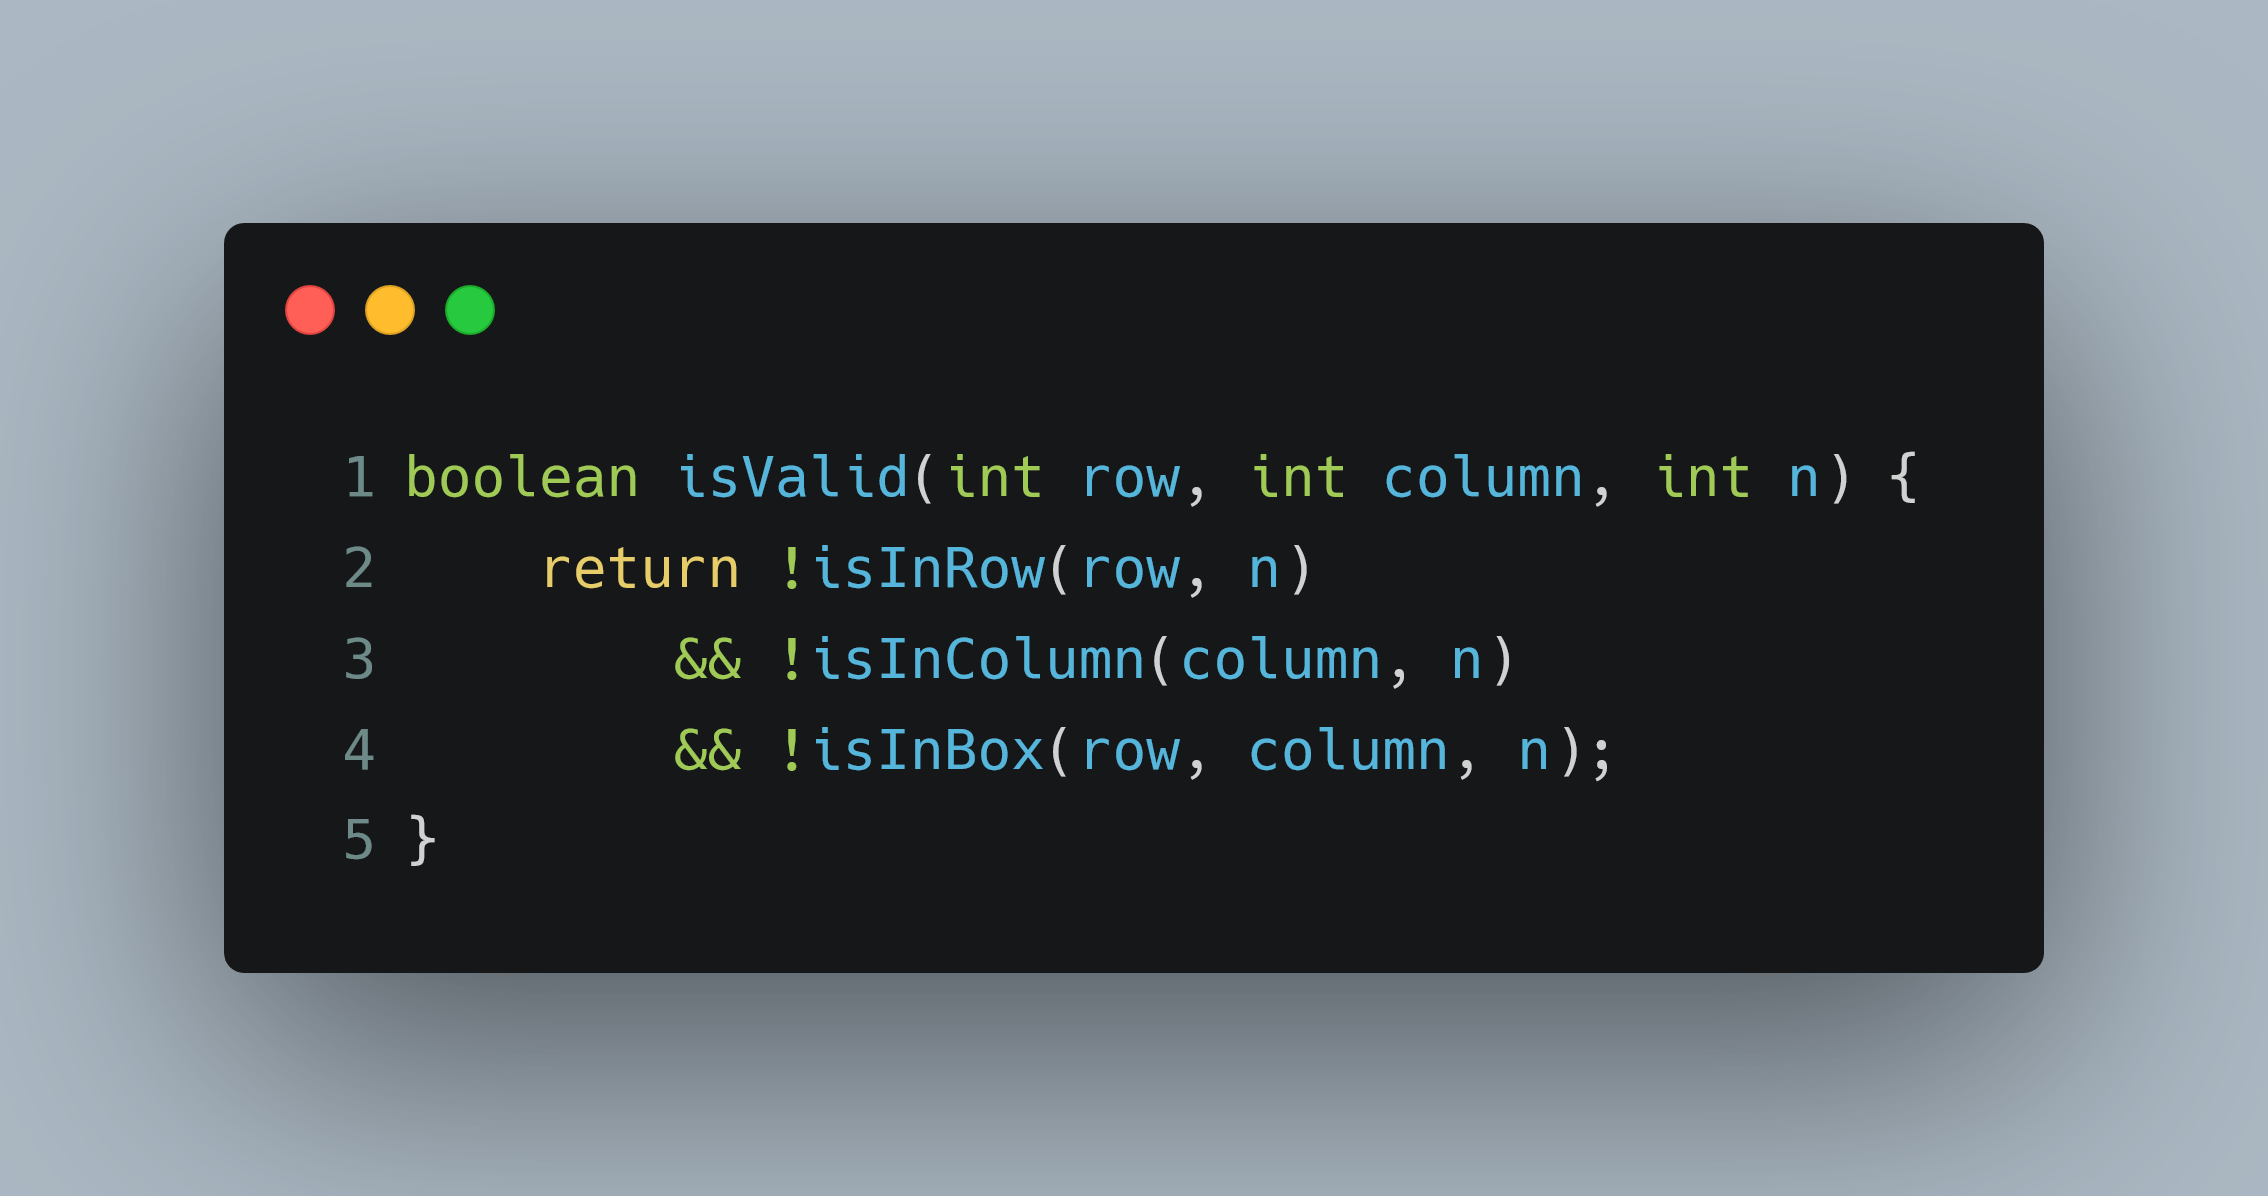 1 boolean isValid(int row, int column, int n) {
2     return !isInRow(row, n)
3         && !isInColumn(column, n)
4         && !isInBox(row, column, n);
5 }